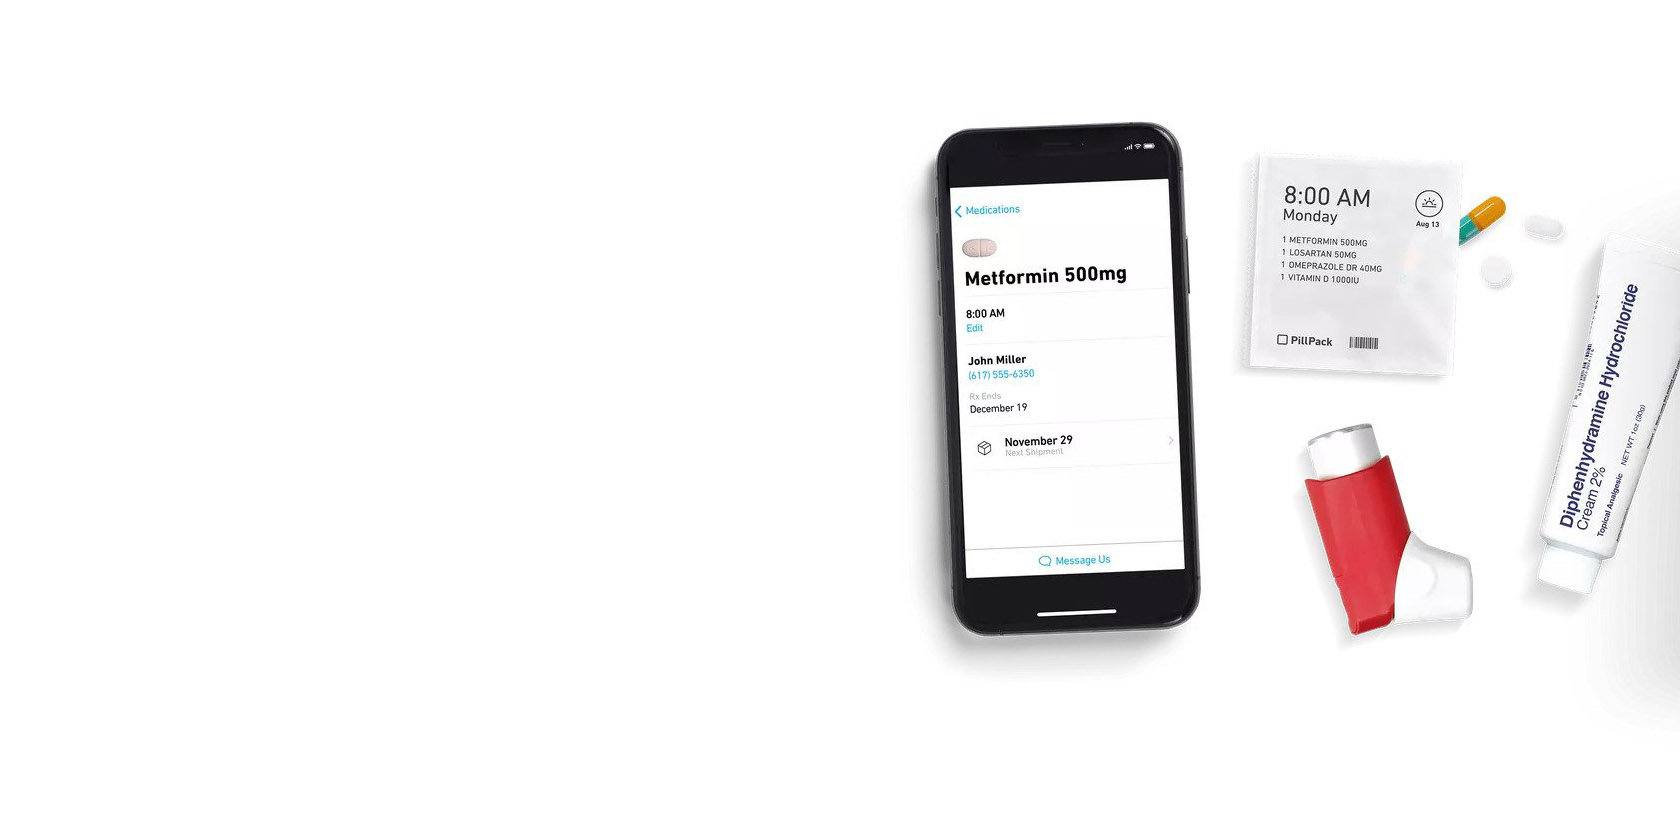 Medications
Metformin 500mg
8:00 AM
Edit
John Miller
(617) 555-6350
Rx Ends
December 19
November 29
Next Shipment
Message Us
8:00 AM
Monday
Aug 13
1 METFORMIN 500MG
1 LOSARTAN 50MG
1 OMEPRAZOLE DR 40MG
1 VITAMIN D 1000IU
PillPack
Diphenhydramine Hydrochloride
Cream 2%
Topical Analgesic NET WT 1oz (30g)